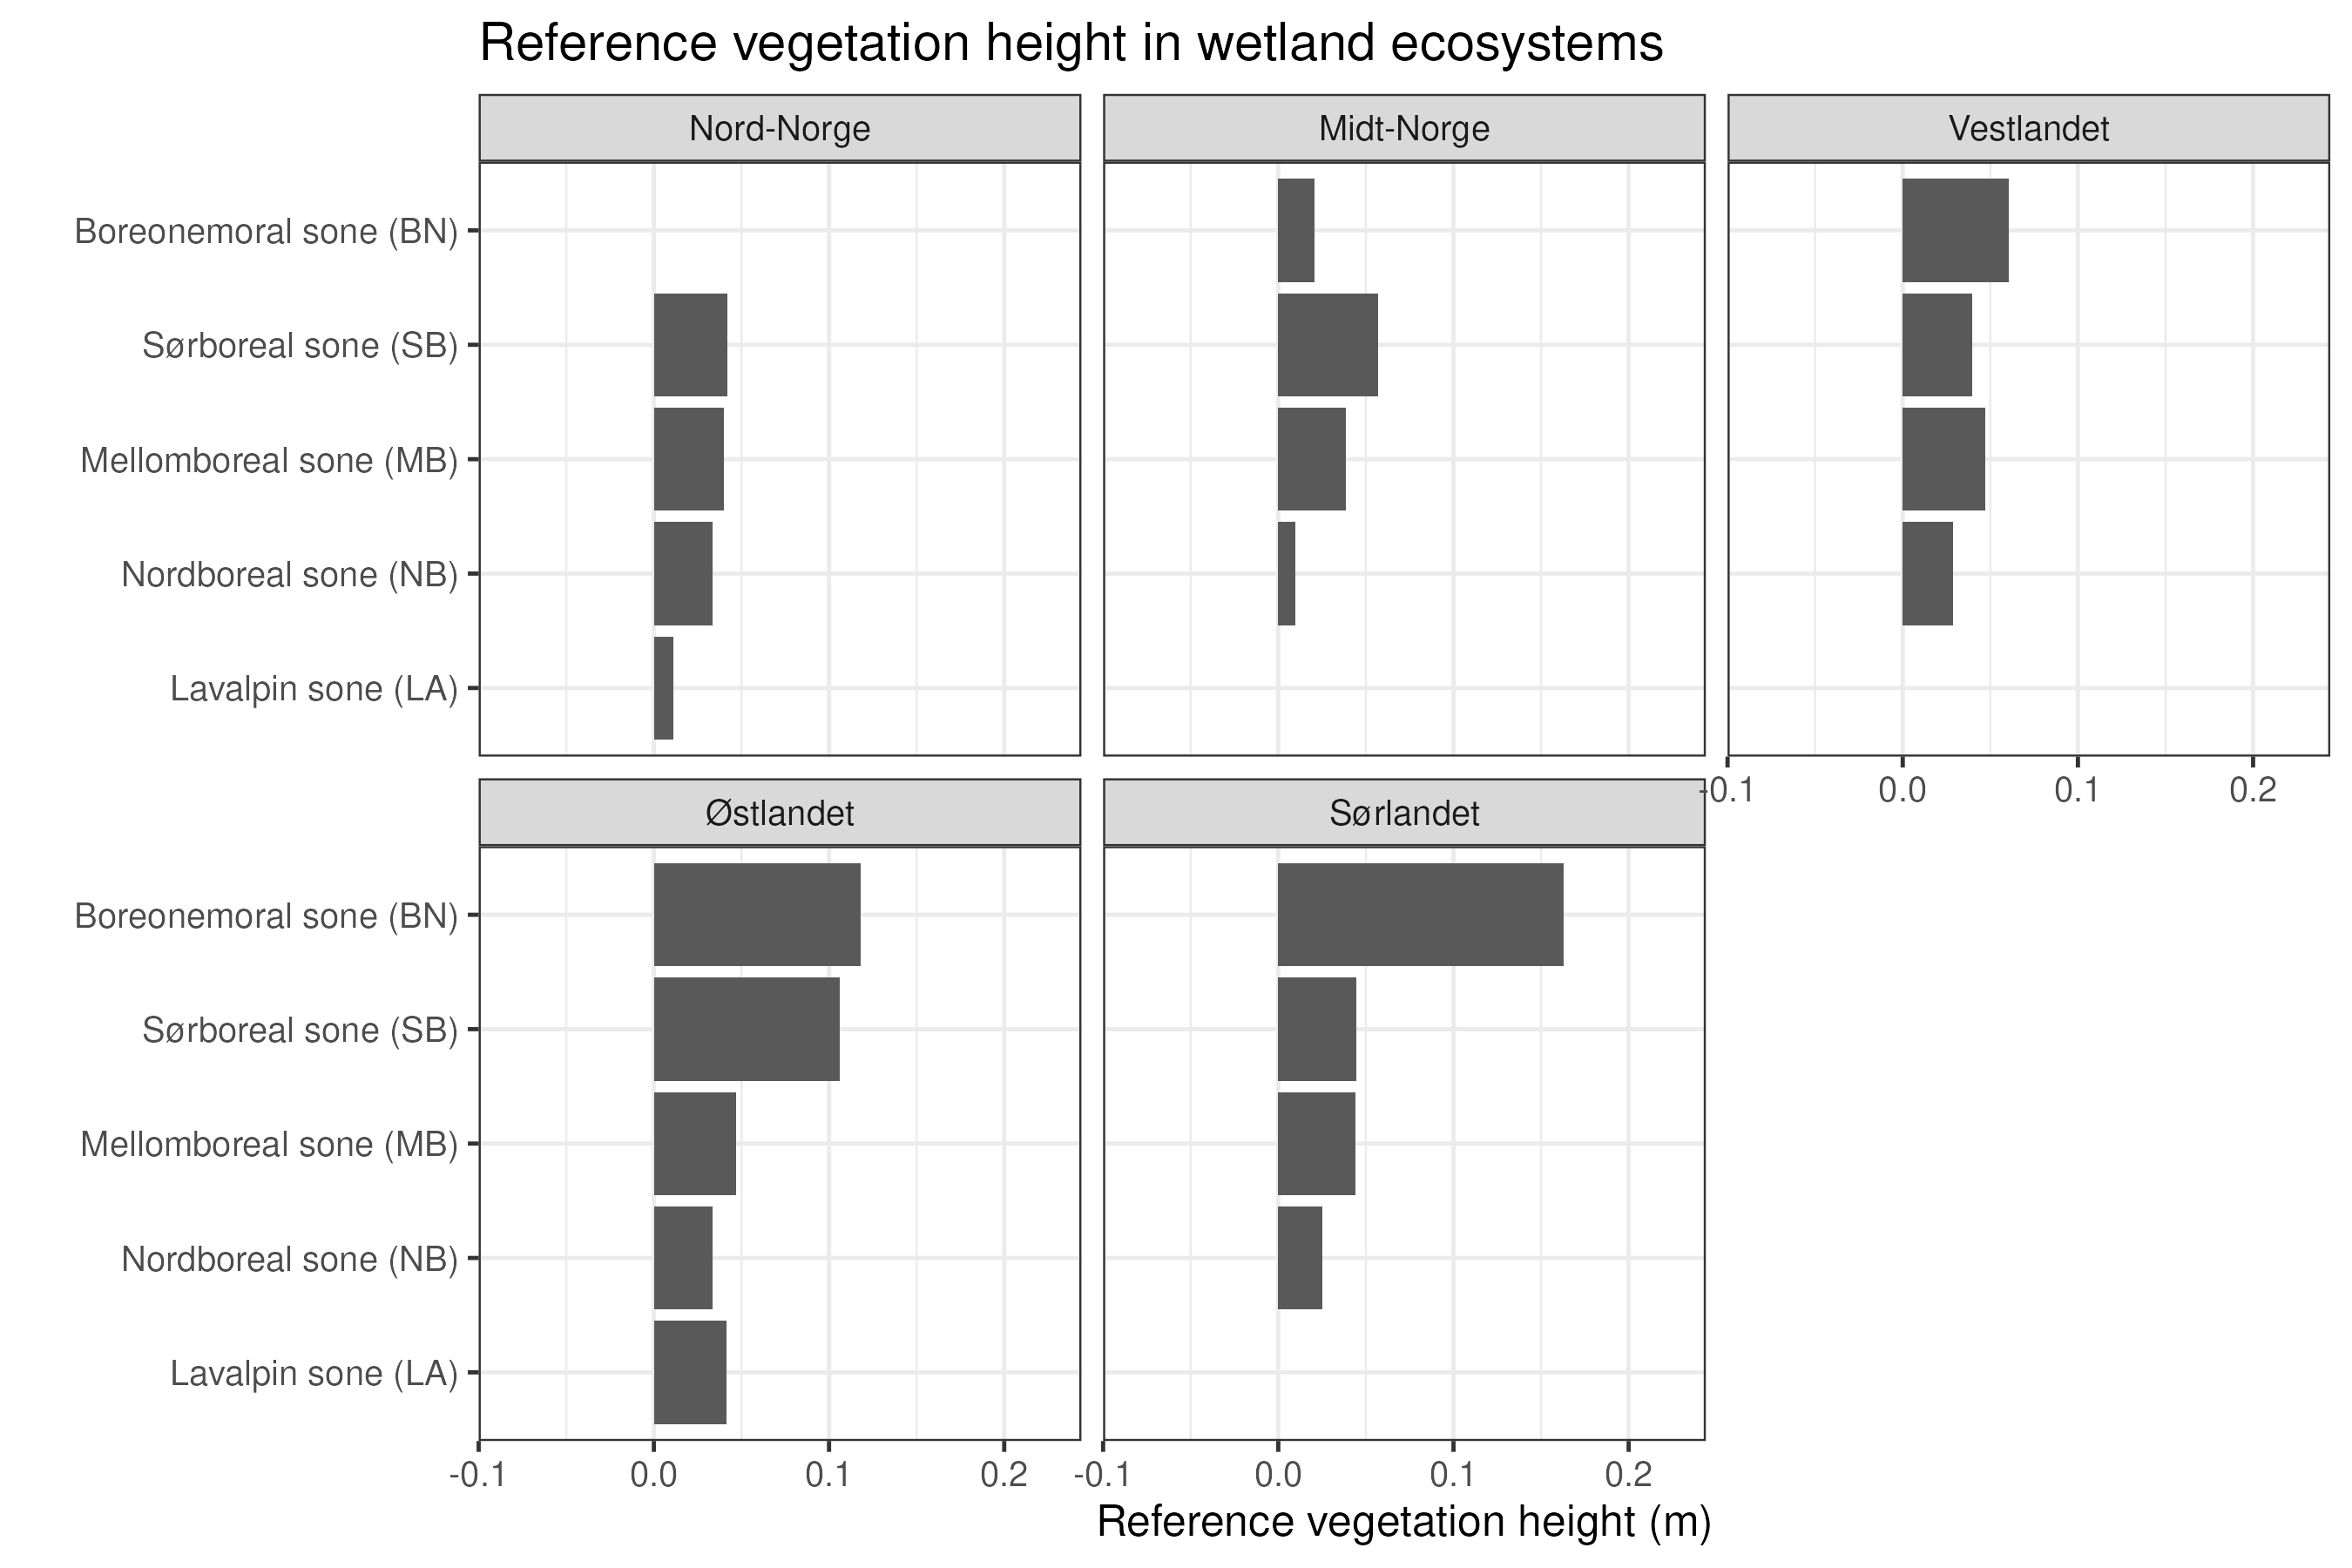 Reference vegetation height in wetland ecosystems
Nord-Norge
Midt-Norge
Vestlandet
Boreonemoral sone (BN)
Sørboreal sone (SB)
Mellomboreal sone (MB)
Nordboreal sone (NB)
Lavalpin sone (LA)
-0.1 0.0 0.1 0.2
Østlandet
Sørlandet
Boreonemoral sone (BN)
Sørboreal sone (SB)
Mellomboreal sone (MB)
Nordboreal sone (NB)
Lavalpin sone (LA)
-0.1 0.0 0.1 0.2
-0.1 0.0 0.1 0.2
Reference vegetation height (m)